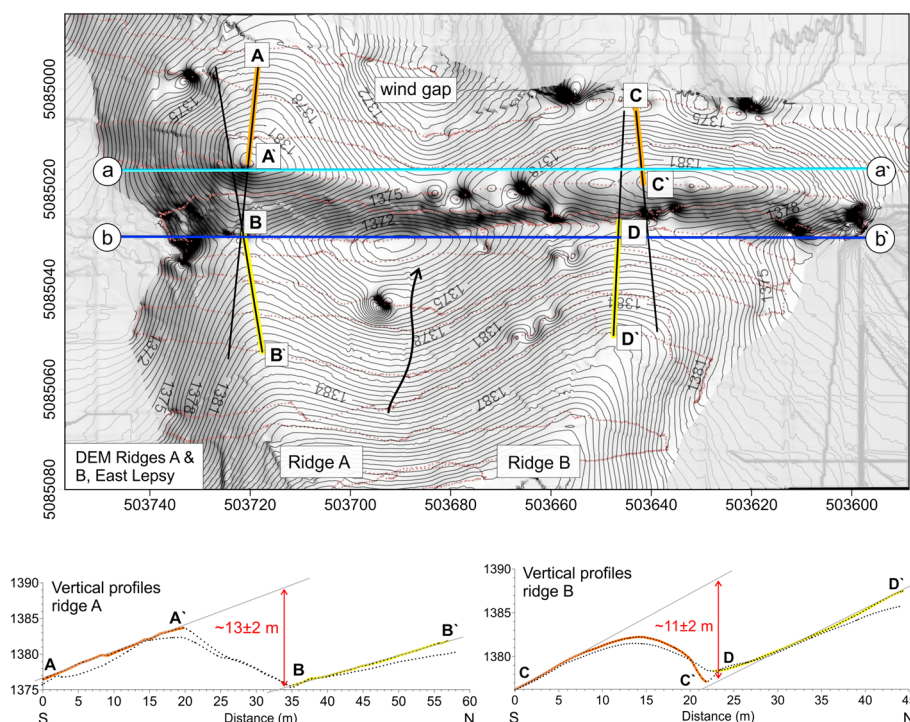 A
C
wind gap
1375
1378
1372
1381
1375
1381
1378
A`
C`
a
a`
1375
1372
1378
B
D
b
b`
1375
1378
1381
1384
1375
B`
D`
1372
1375
1378
1381
1384
1387
1381
DEM Ridges A &
B, East Lepsy
Ridge A
Ridge B
5085000
5085020
5085040
5085060
5085080
503740
503720
503700
503680
503660
503640
503620
503600
Vertical profiles
ridge A
1390
1385
1380
1375
A
A`
~13±2 m
B
B`
0
5
10
15
20
25
30
35
40
45
50
55
60
S
Distance (m)
N
Vertical profiles
ridge B
1390
1380
C
C`
~11±2 m
D
D`
0
5
10
15
20
25
30
35
40
45
S
Distance (m)
N